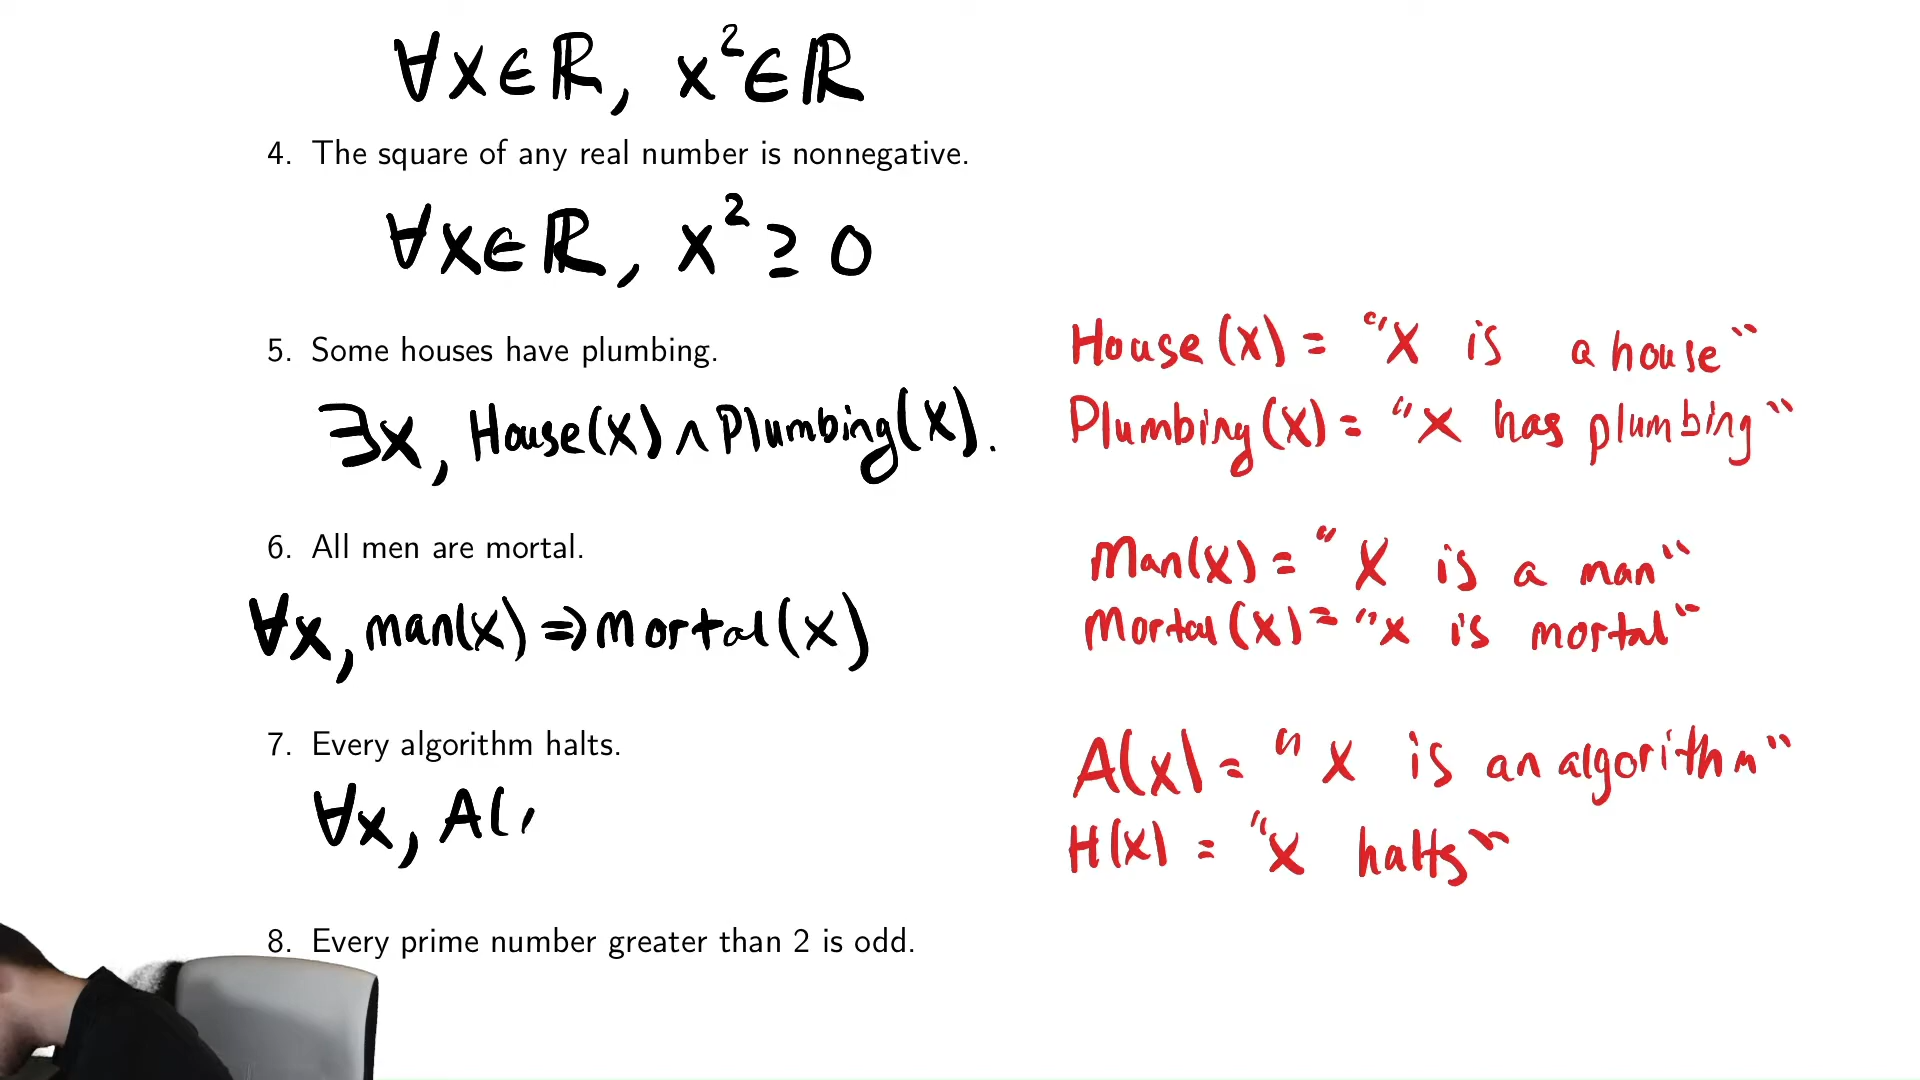 ∀x∈ℝ, x²∈ℝ
4. The square of any real number is nonnegative.
∀x∈ℝ, x² ≥ 0
5. Some houses have plumbing.
∃x, House(x) ∧ Plumbing(x).
House(x) = "x is a house"
Plumbing(x) = "x has plumbing"
6. All men are mortal.
∀x, man(x) ⇒ mortal(x)
Man(x) = "x is a man"
Mortal(x) = "x is mortal"
7. Every algorithm halts.
∀x, A(
A(x) = "x is an algorithm"
H(x) = "x halts"
8. Every prime number greater than 2 is odd.